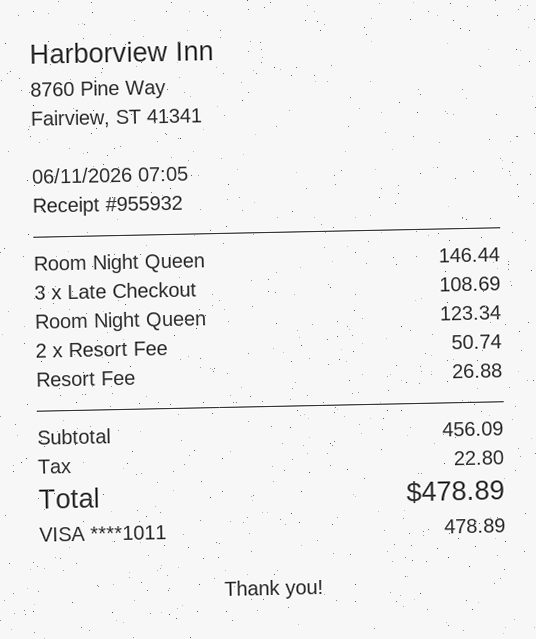 Harborview Inn
8760 Pine Way
Fairview, ST 41341
06/11/2026 07:05
Receipt #955932
Room Night Queen 146.44
3 x Late Checkout 108.69
Room Night Queen 123.34
2 x Resort Fee 50.74
Resort Fee 26.88
Subtotal 456.09
Tax 22.80
Total $478.89
VISA ****1011 478.89
Thank you!